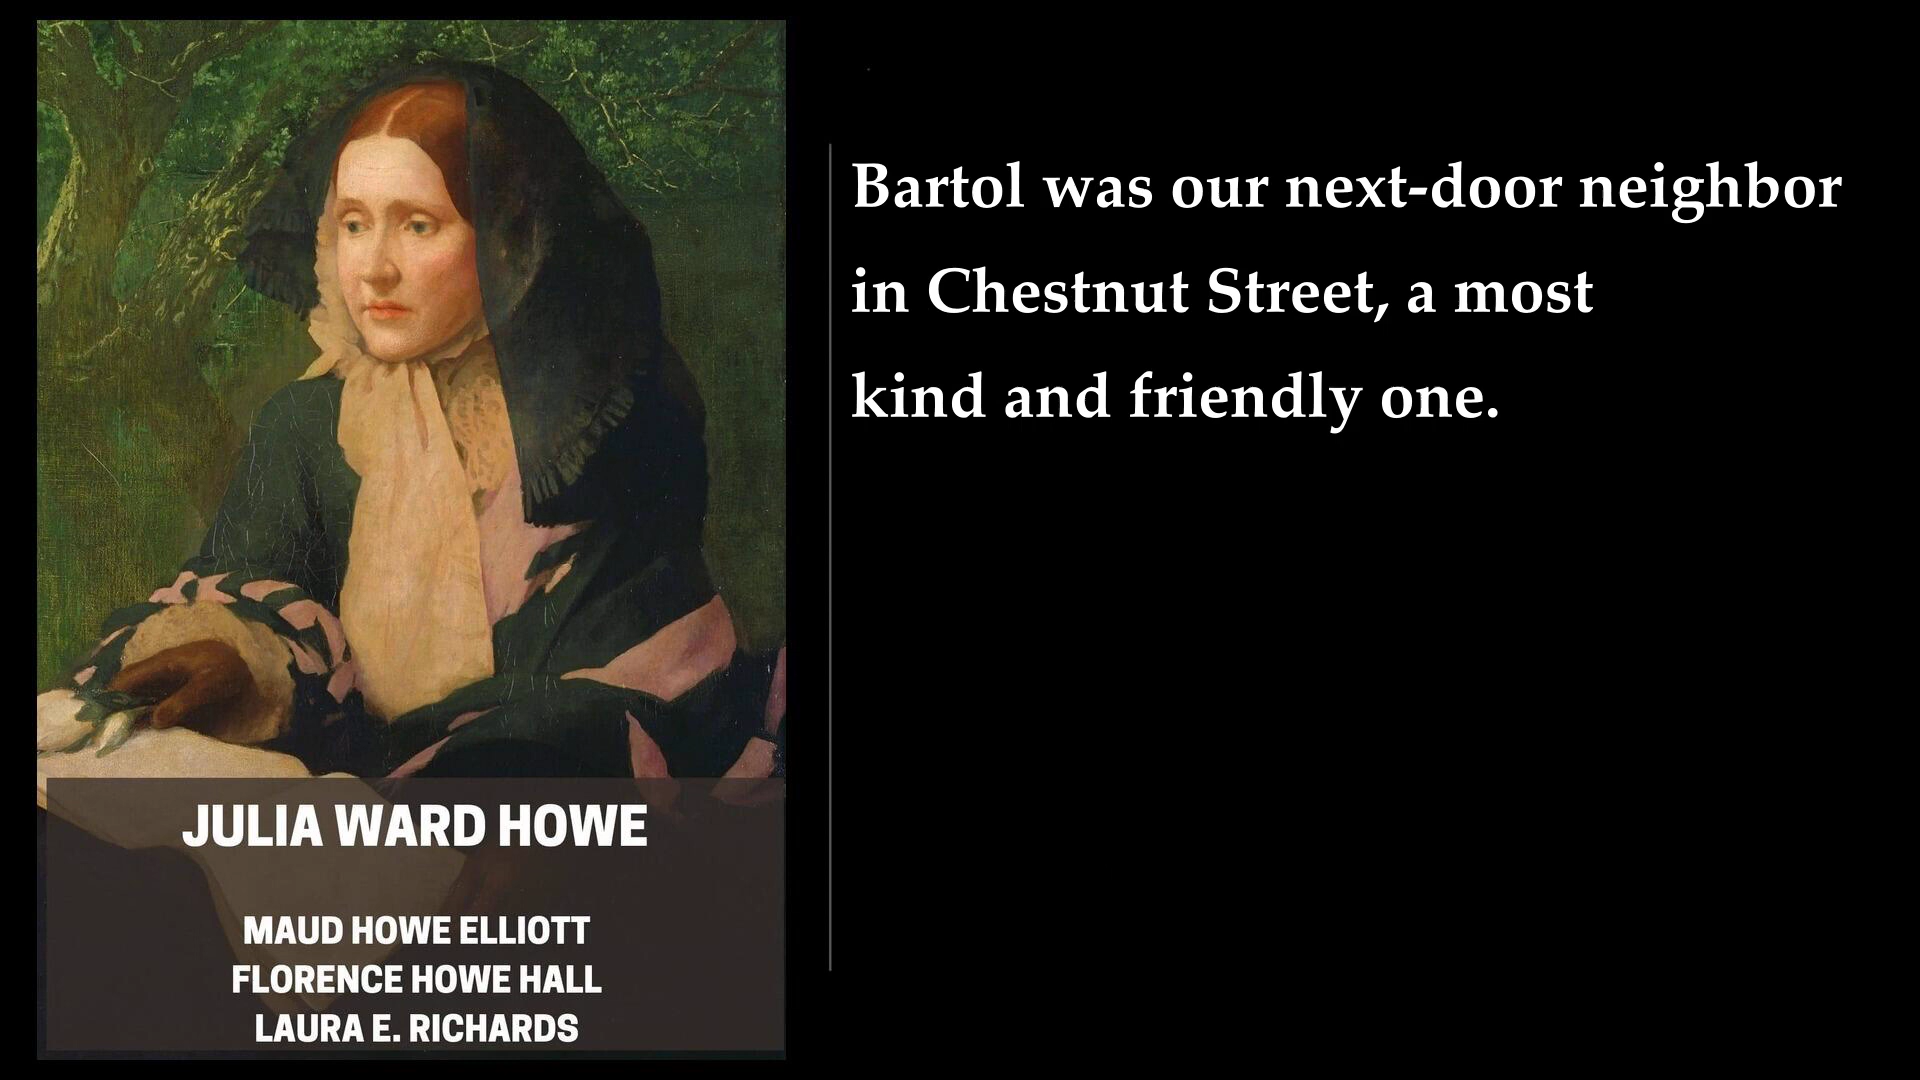 JULIA WARD HOWE
MAUD HOWE ELLIOTT
FLORENCE HOWE HALL
LAURA E. RICHARDS
Bartol was our next-door neighbor
in Chestnut Street, a most
kind and friendly one.